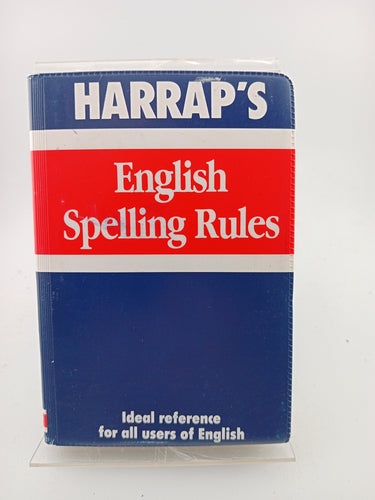 HARRAP'S
English
Spelling Rules
Ideal reference
for all users of English